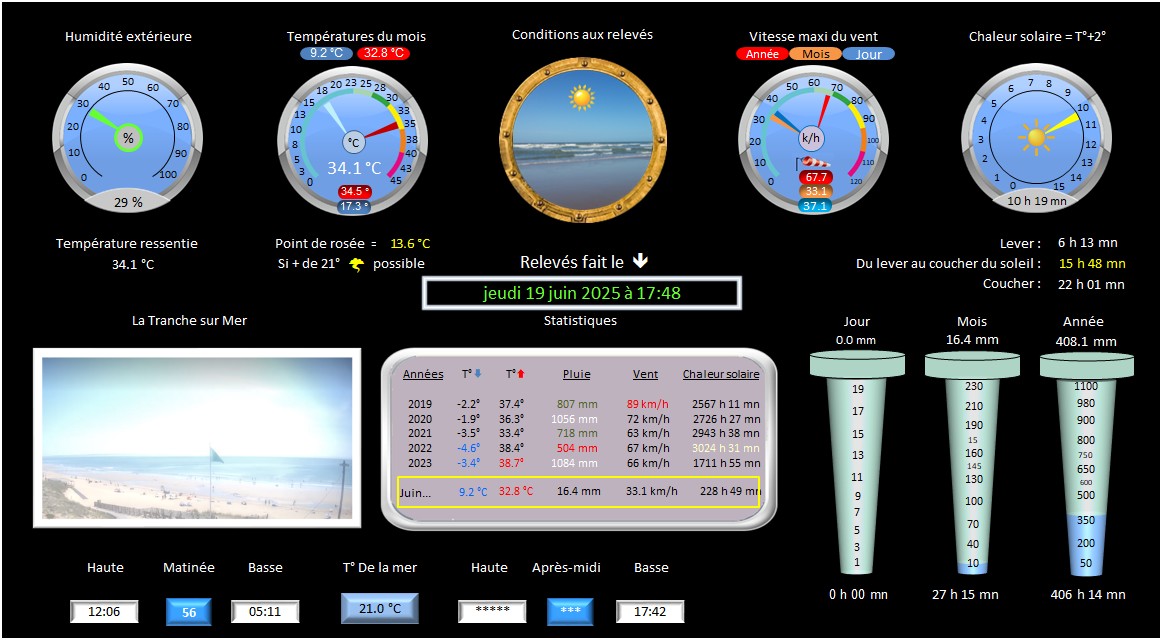 Humidité extérieure
Températures du mois
9.2 °C 32.8 °C
Conditions aux relevés
Vitesse maxi du vent
Année Mois Jour
Chaleur solaire = T°+2°
0 10 20 30 40 50 60 70 80 90 100
%
29 %
0 3 5 8 10 13 15 18 20 23 25 28 30 33 35 38 40 43 45
°C
34.1 °C
34.5 °
17.3 °
0 10 20 30 40 50 60 70 80 90 100 110 120
k/h
67.7
33.1
37.1
0 1 2 3 4 5 6 7 8 9 10 11 12 13 14 15
10 h 19 mn
Température ressentie
34.1 °C
Point de rosée = 13.6 °C
Si + de 21° possible
Relevés fait le
jeudi 19 juin 2025 à 17:48
Lever : 6 h 13 mn
Du lever au coucher du soleil : 15 h 48 mn
Coucher : 22 h 01 mn
La Tranche sur Mer
Statistiques
Années T° T° Pluie Vent Chaleur solaire
2019 -2.2° 37.4° 807 mm 89 km/h 2567 h 11 mn
2020 -1.9° 36.3° 1056 mm 72 km/h 2726 h 27 mn
2021 -3.5° 33.4° 718 mm 63 km/h 2943 h 38 mn
2022 -4.6° 38.4° 504 mm 67 km/h 3024 h 31 mn
2023 -3.4° 38.7° 1084 mm 66 km/h 1711 h 55 mn
Juin... 9.2 °C 32.8 °C 16.4 mm 33.1 km/h 228 h 49 mn
Jour
0.0 mm
19
17
15
13
11
9
7
5
3
1
0 h 00 mn
Mois
16.4 mm
230
210
190
15
160
145
130
100
70
40
10
27 h 15 mn
Année
408.1 mm
1100
980
900
800
750
650
600
500
350
200
50
406 h 14 mn
Haute Matinée Basse
12:06 56 05:11
T° De la mer
21.0 °C
Haute Après-midi Basse
***** *** 17:42